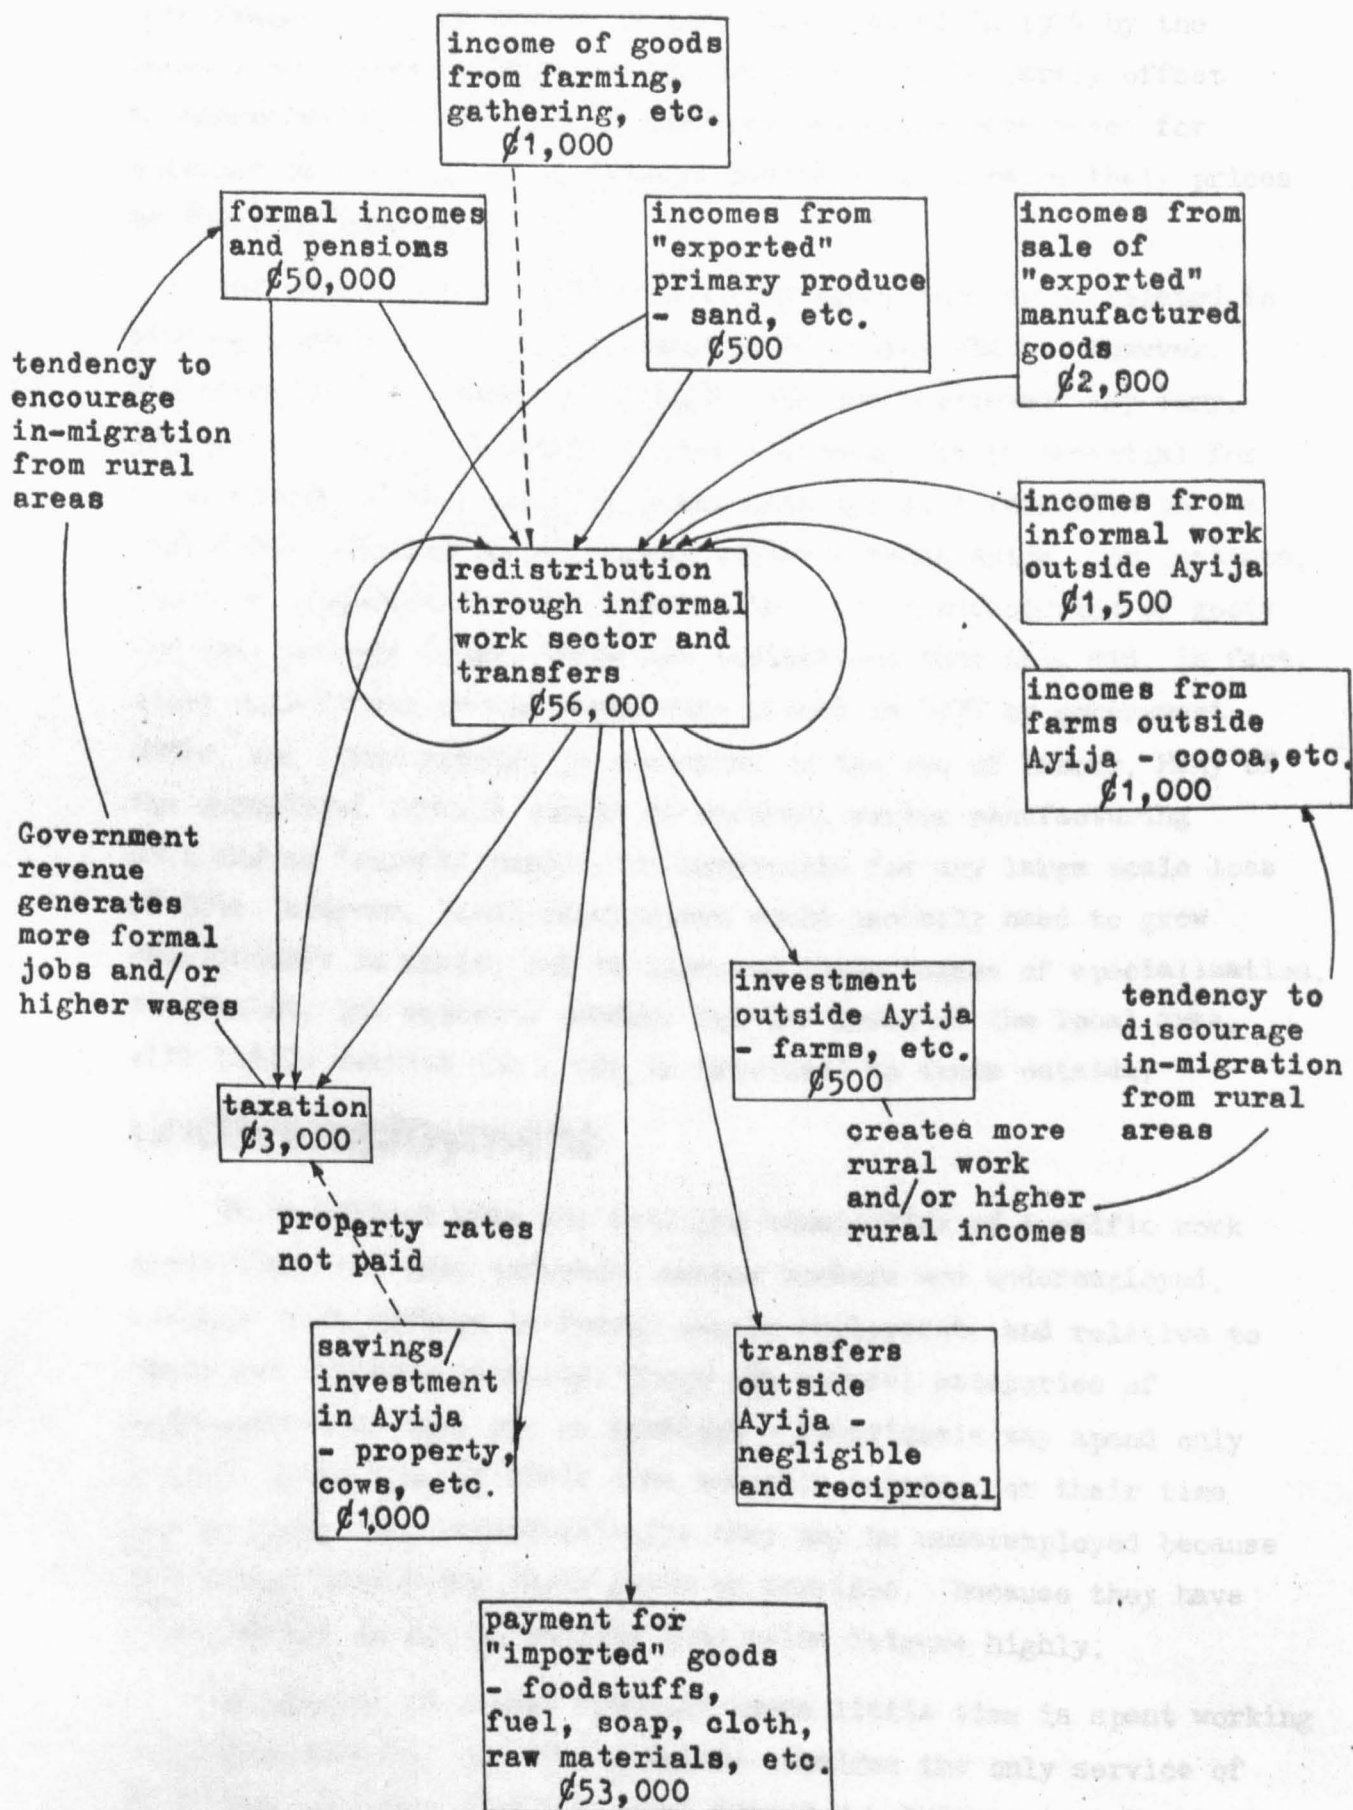 income of goods
from farming,
gathering, etc.
₵1,000
formal incomes
and pensions
₵50,000
incomes from
"exported"
primary produce
- sand, etc.
₵500
incomes from
sale of
"exported"
manufactured
goods
₵2,000
tendency to
encourage
in-migration
from rural
areas
incomes from
informal work
outside Ayija
₵1,500
redistribution
through informal
work sector and
transfers
₵56,000
incomes from
farms outside
Ayija - cocoa, etc.
₵1,000
Government
revenue
generates
more formal
jobs and/or
higher wages
investment
outside Ayija
- farms, etc.
₵500
tendency to
discourage
in-migration
from rural
areas
taxation
₵3,000
creates more
rural work
and/or higher
rural incomes
property rates
not paid
savings/
investment
in Ayija
- property,
cows, etc.
₵1,000
transfers
outside
Ayija -
negligible
and reciprocal
payment for
"imported" goods
- foodstuffs,
fuel, soap, cloth,
raw materials, etc.
₵53,000